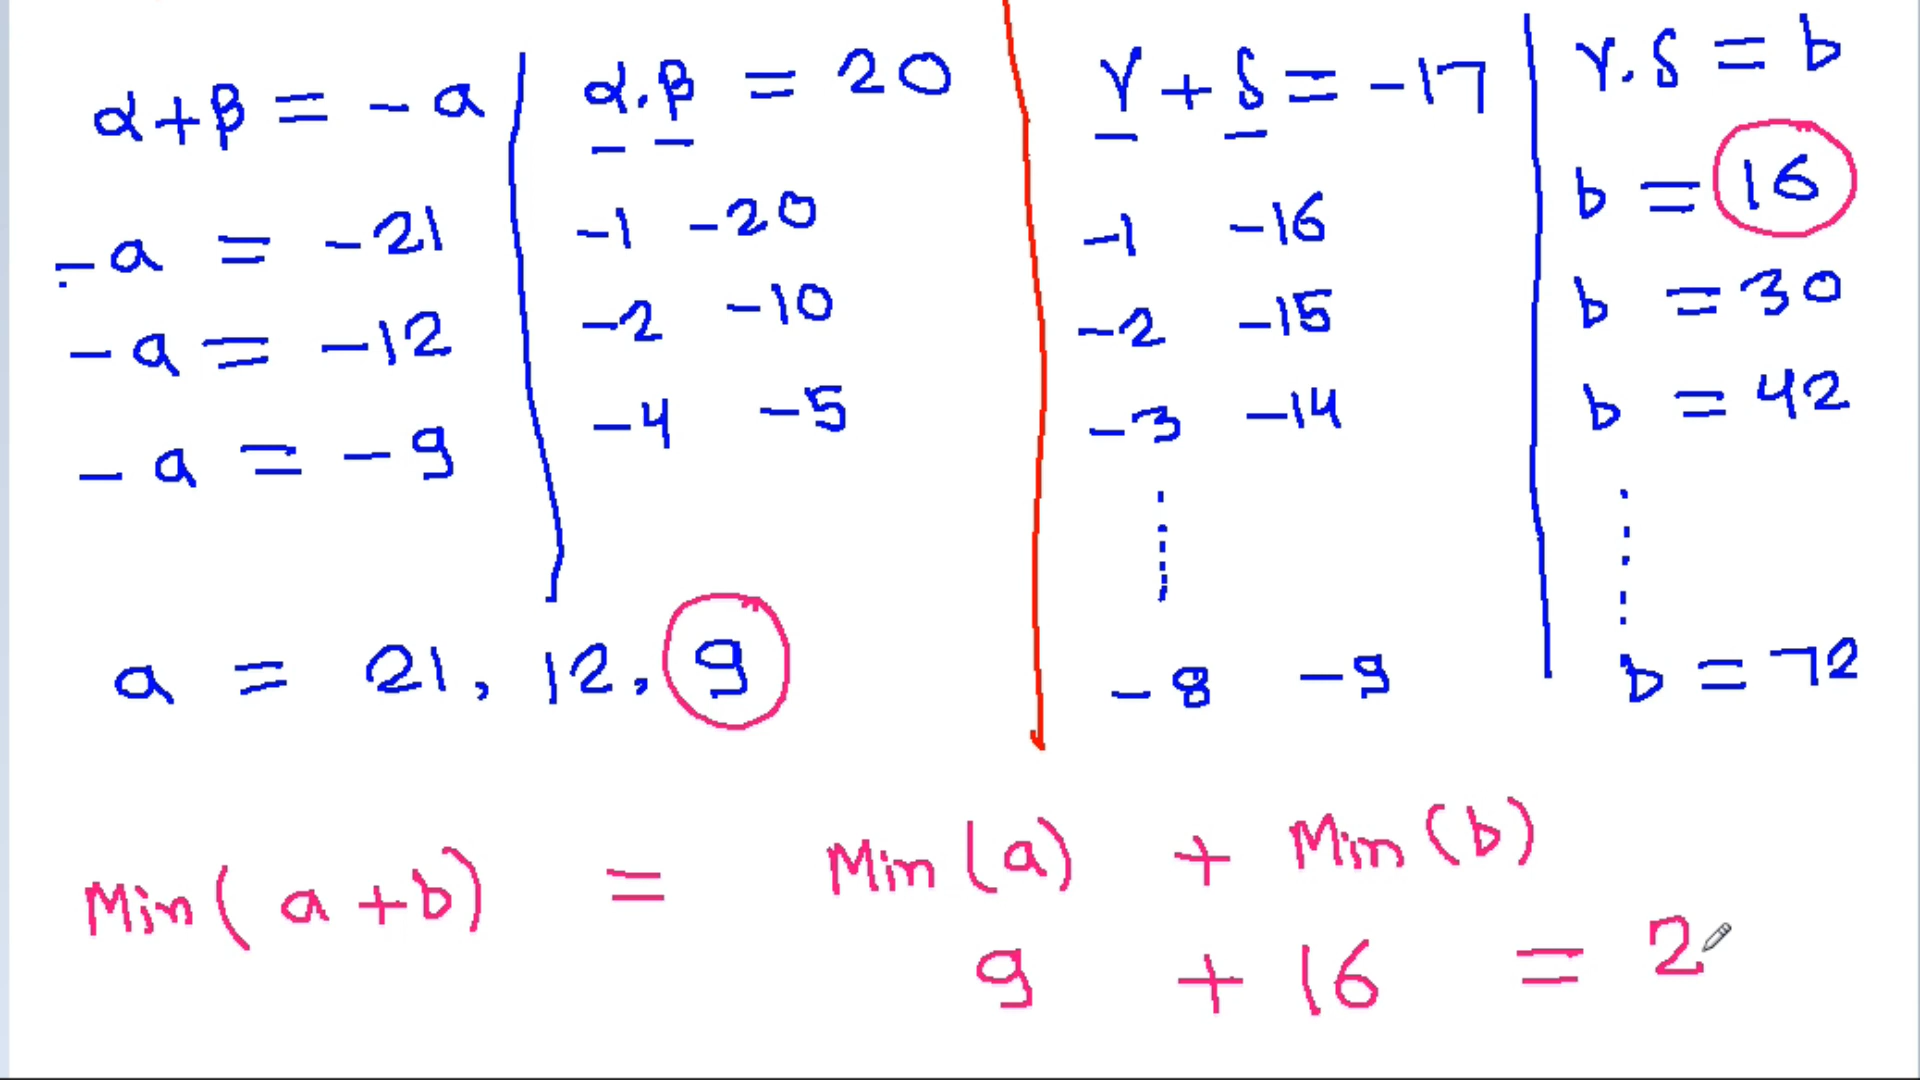 α+β = -a α.β = 20 γ + δ = -17 γ.δ = b
-a = -21 -1 -20 -1 -16 b = 16
-a = -12 -2 -10 -2 -15 b = 30
-a = -9 -4 -5 -3 -14 b = 42
a = 21, 12, 9 -8 -9 b = 72
Min(a+b) = Min(a) + Min(b)
9 + 16 = 2